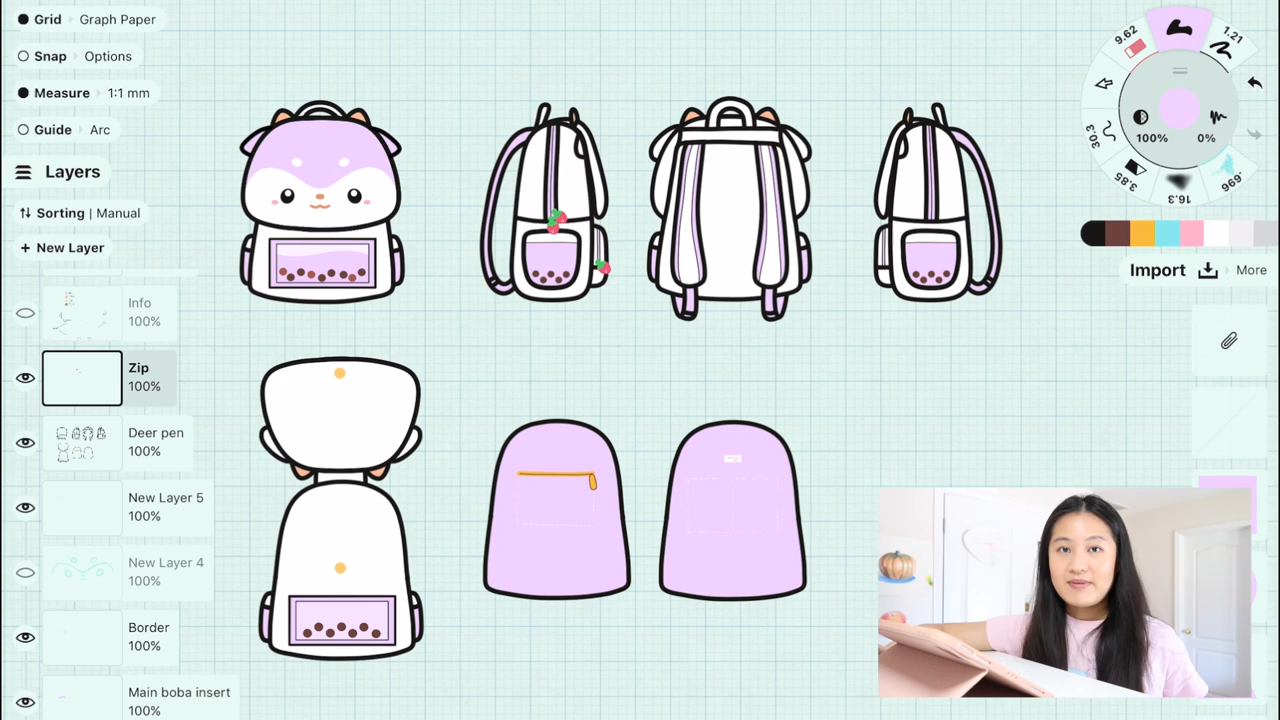 Grid › Graph Paper
Snap › Options
Measure › 1:1 mm
Guide › Arc
Layers
Sorting | Manual
+ New Layer
Info
100%
Zip
100%
Deer pen
100%
New Layer 5
100%
New Layer 4
100%
Border
100%
Main boba insert
100%
9.62
1.21
30.3
3.85
16.3
69.6
100%
0%
Import
More